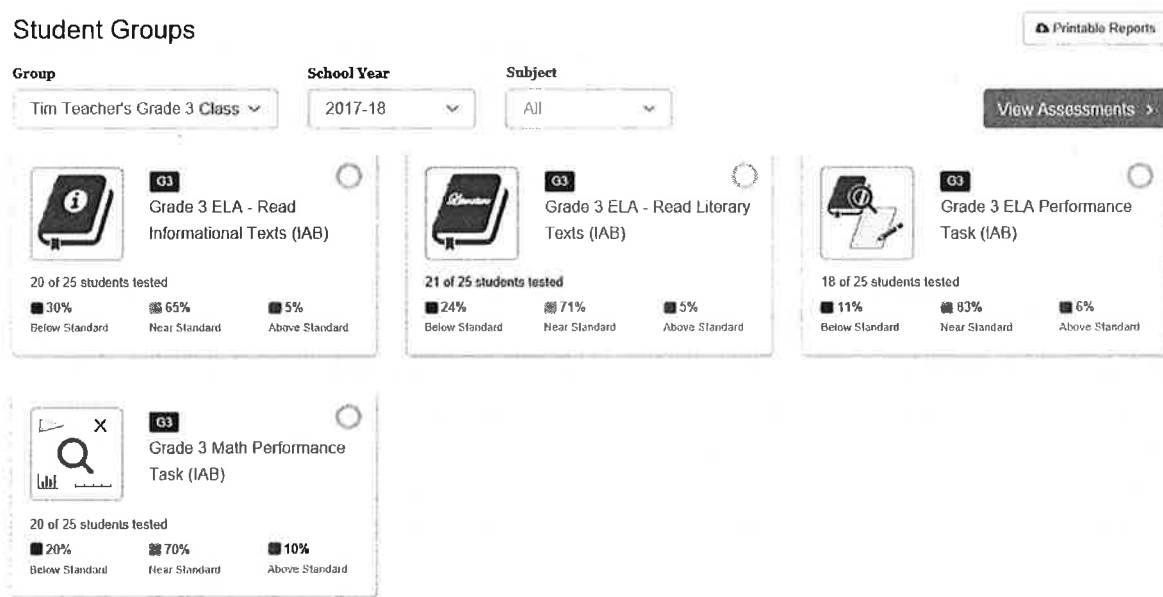 Student Groups
Printable Reports
Group
School Year
Subject
Tim Teacher's Grade 3 Class
2017-18
All
View Assessments
G3
Grade 3 ELA - Read
Informational Texts (IAB)
20 of 25 students tested
30%
65%
5%
Below Standard
Near Standard
Above Standard
Literature
G3
Grade 3 ELA - Read Literary
Texts (IAB)
21 of 25 students tested
24%
71%
5%
Below Standard
Near Standard
Above Standard
G3
Grade 3 ELA Performance
Task (IAB)
18 of 25 students tested
11%
83%
6%
Below Standard
Near Standard
Above Standard
G3
Grade 3 Math Performance
Task (IAB)
20 of 25 students tested
20%
70%
10%
Below Standard
Near Standard
Above Standard